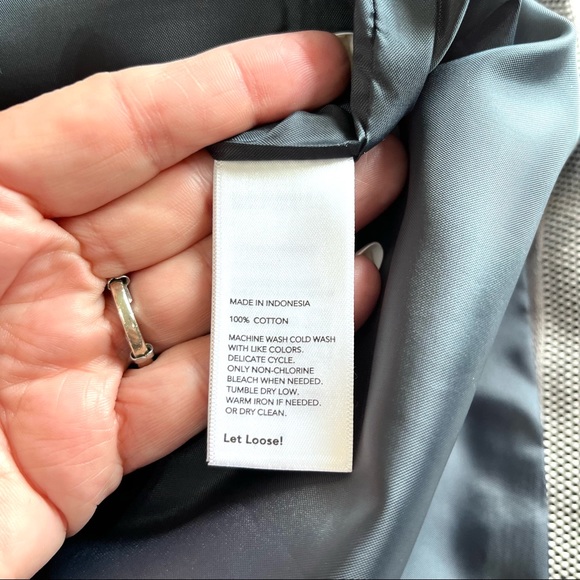 MADE IN INDONESIA
100% COTTON
MACHINE WASH COLD WASH
WITH LIKE COLORS.
DELICATE CYCLE.
ONLY NON-CHLORINE
BLEACH WHEN NEEDED.
TUMBLE DRY LOW.
WARM IRON IF NEEDED.
OR DRY CLEAN.
Let Loose!